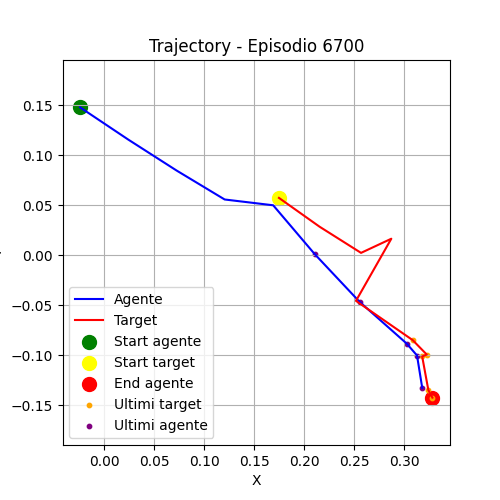 Trajectory - Episodio 6700
0.15
0.10
0.05
0.00
−0.05
−0.10
−0.15
Agente
Target
Start agente
Start target
End agente
Ultimi target
Ultimi agente
0.00 0.05 0.10 0.15 0.20 0.25 0.30
X